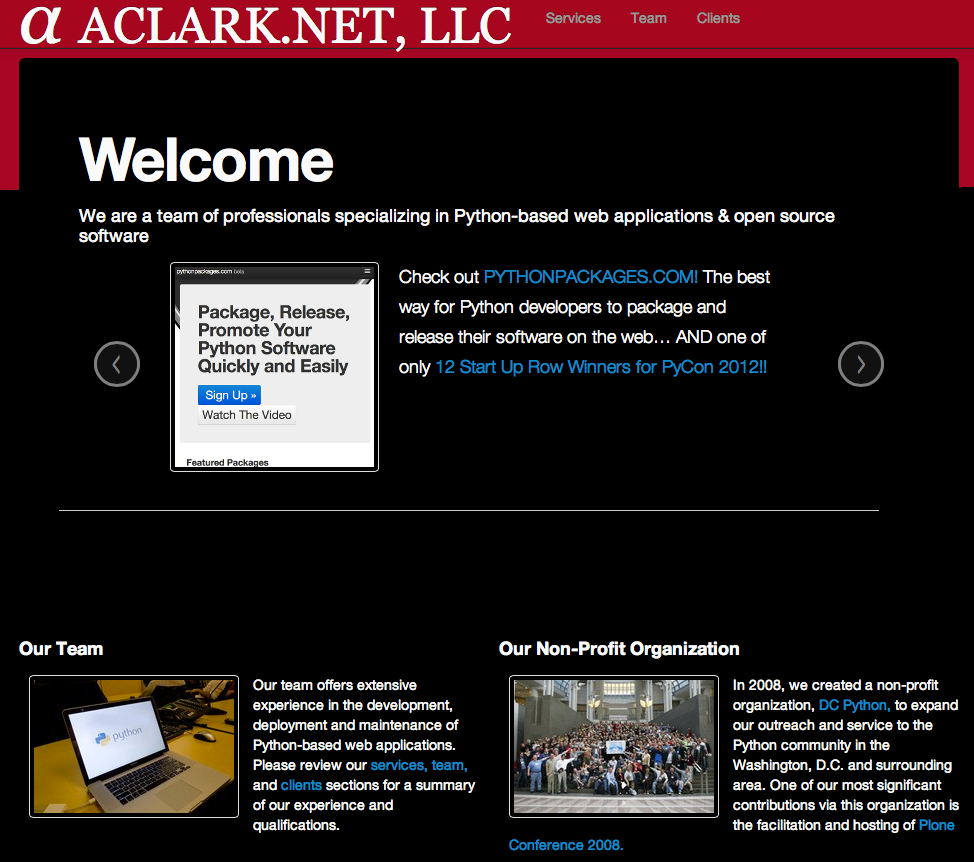 α ACLARK.NET, LLC
Services Team Clients
Welcome
We are a team of professionals specializing in Python-based web applications & open source
software
pythonpackages.com beta
Package, Release,
Promote Your
Python Software
Quickly and Easily
Sign Up »
Watch The Video
Featured Packages
Check out PYTHONPACKAGES.COM! The best
way for Python developers to package and
release their software on the web… AND one of
only 12 Start Up Row Winners for PyCon 2012!!
Our Team
python
Our team offers extensive
experience in the development,
deployment and maintenance of
Python-based web applications.
Please review our services, team,
and clients sections for a summary
of our experience and
qualifications.
Our Non-Profit Organization
In 2008, we created a non-profit
organization, DC Python, to expand
our outreach and service to the
Python community in the
Washington, D.C. and surrounding
area. One of our most significant
contributions via this organization is
the facilitation and hosting of Plone
Conference 2008.